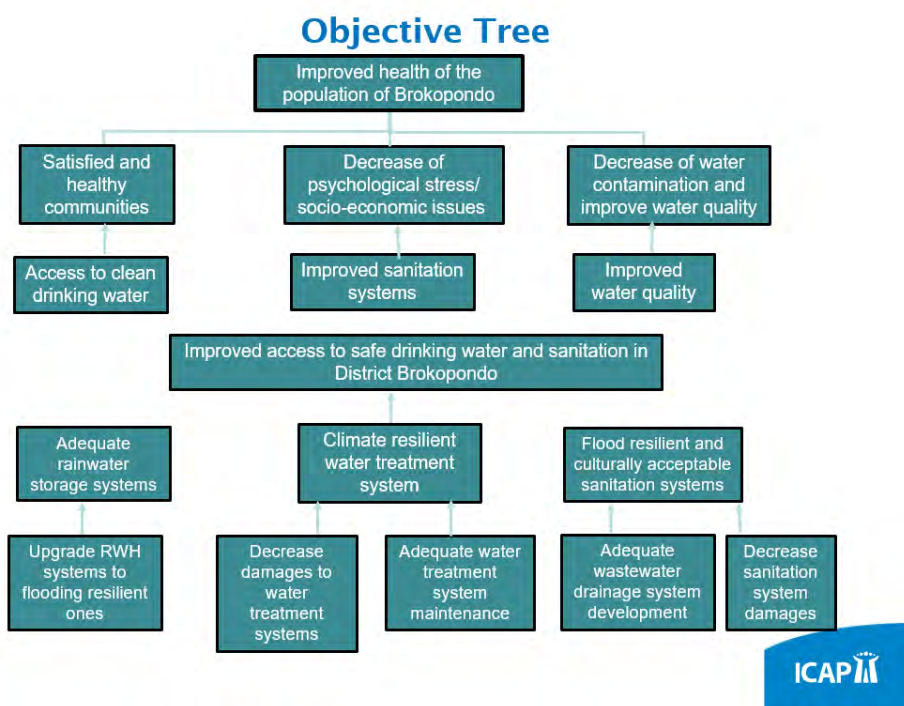 Objective Tree
Improved health of the
population of Brokopondo
Satisfied and
healthy
communities
Decrease of
psychological stress/
socio-economic issues
Decrease of water
contamination and
improve water quality
Access to clean
drinking water
Improved sanitation
systems
Improved
water quality
Improved access to safe drinking water and sanitation in
District Brokopondo
Adequate
rainwater
storage systems
Climate resilient
water treatment
system
Flood resilient and
culturally acceptable
sanitation systems
Upgrade RWH
systems to
flooding resilient
ones
Decrease
damages to
water
treatment
systems
Adequate water
treatment
system
maintenance
Adequate
wastewater
drainage system
development
Decrease
sanitation
system
damages
ICAP